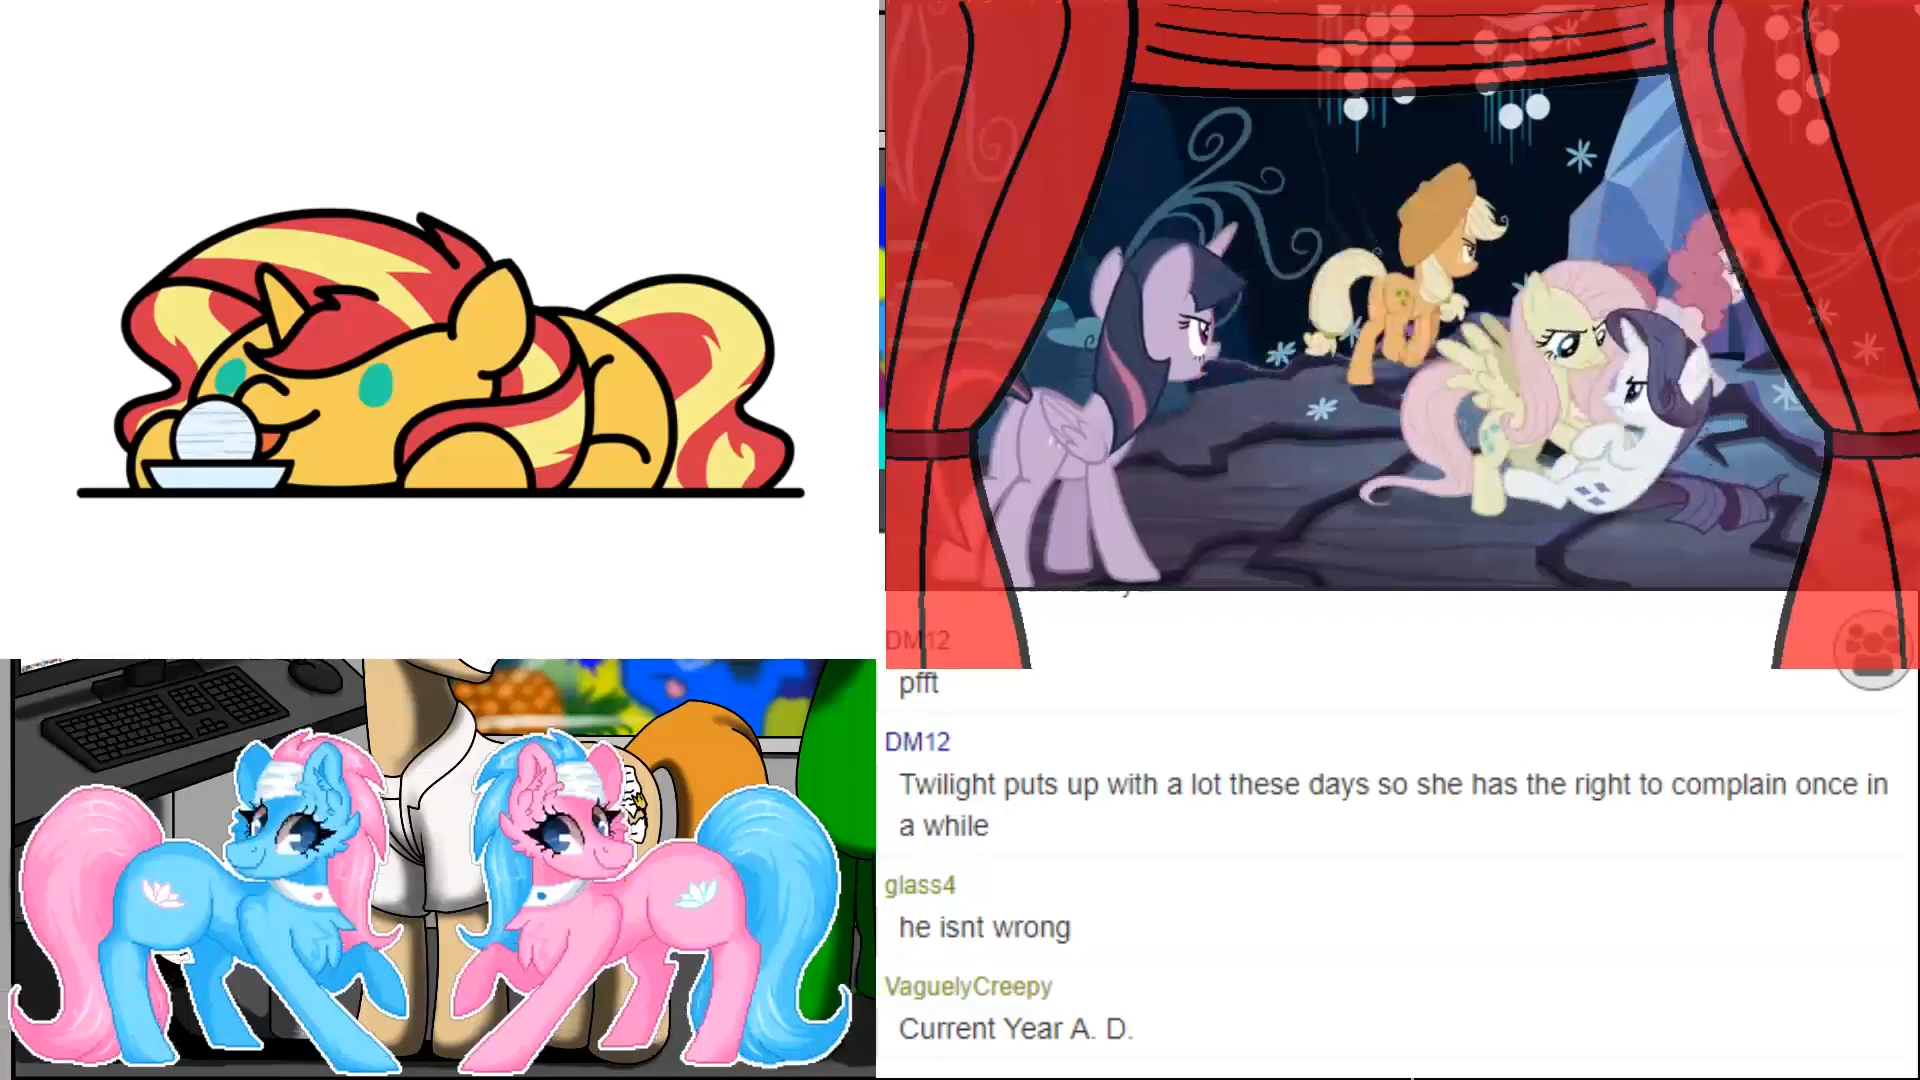 DM12
pfft
DM12
Twilight puts up with a lot these days so she has the right to complain once in
a while
glass4
he isnt wrong
VaguelyCreepy
Current Year A. D.